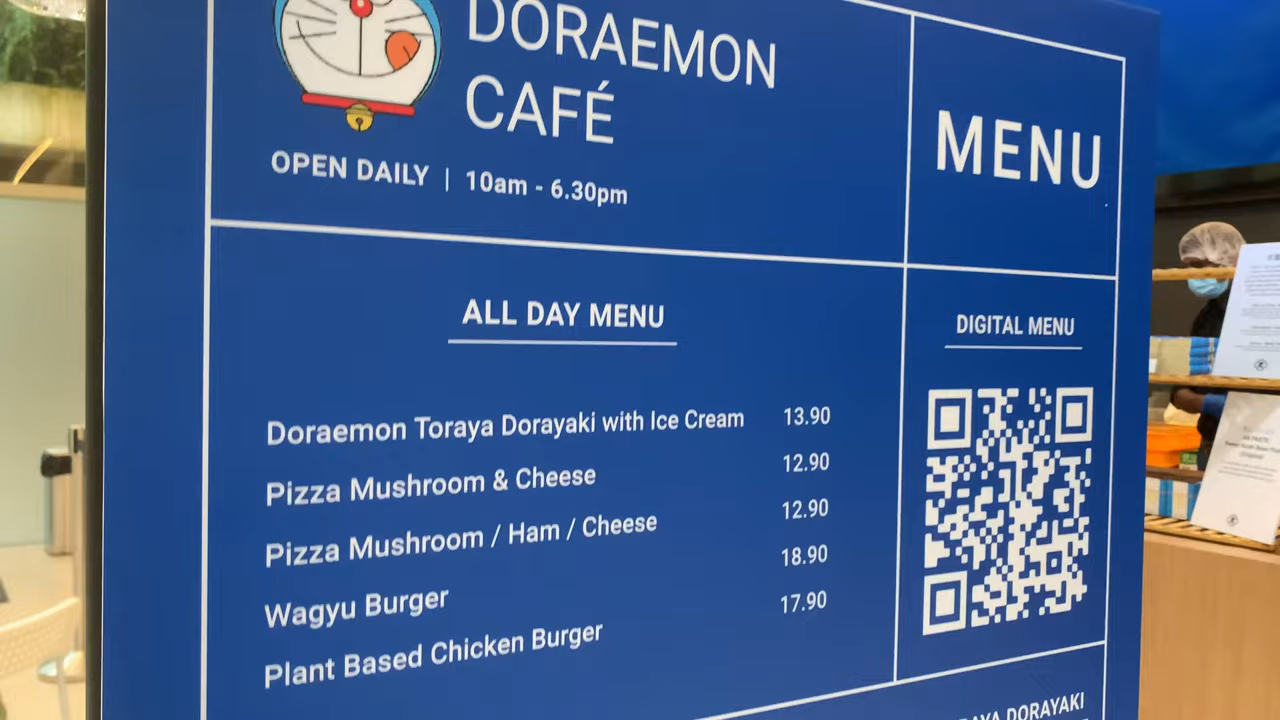 DORAEMON
CAFÉ
OPEN DAILY | 10am - 6.30pm
MENU
ALL DAY MENU
Doraemon Toraya Dorayaki with Ice Cream 13.90
Pizza Mushroom & Cheese 12.90
Pizza Mushroom / Ham / Cheese 12.90
Wagyu Burger 18.90
Plant Based Chicken Burger 17.90
DIGITAL MENU
DORAYAKI